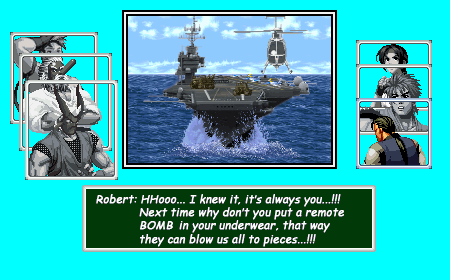 Robert: HHooo... I knew it, it's always you...!!!
Next time why don't you put a remote
BOMB in your underwear, that way
they can blow us all to pieces...!!!